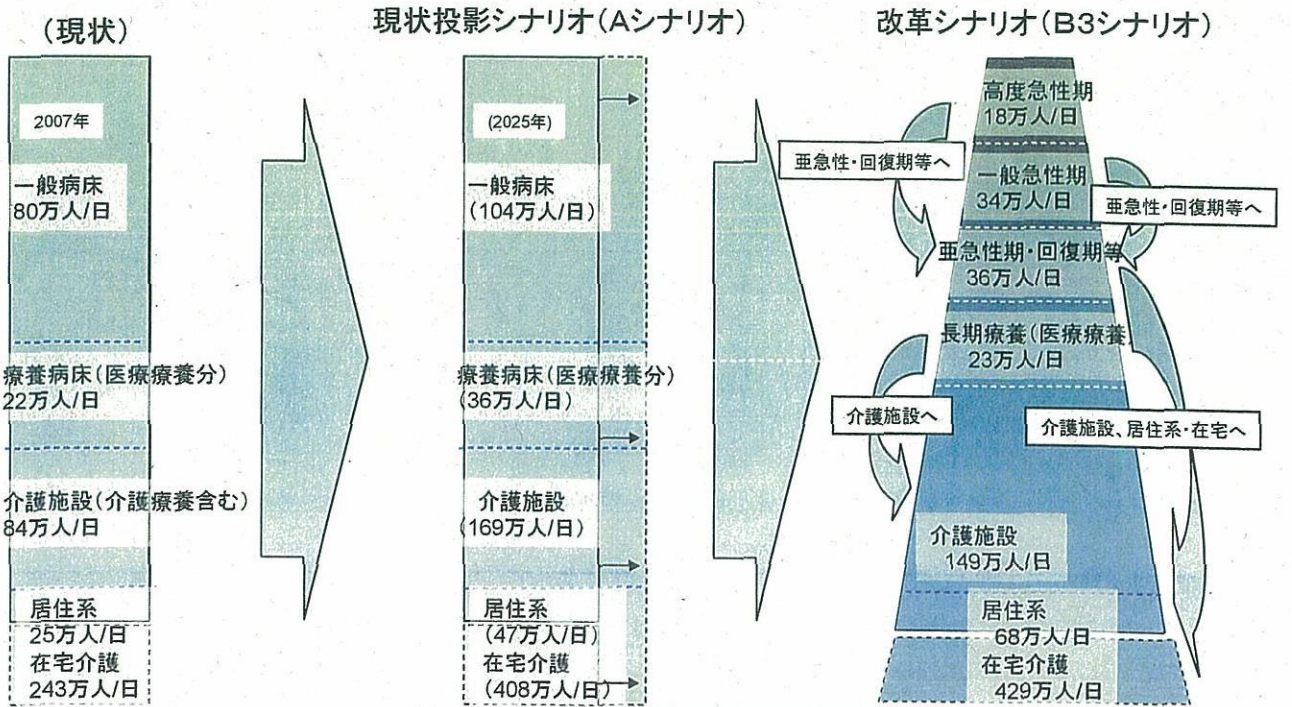 (現状)
2007年
一般病床
80万人/日
療養病床(医療療養分)
22万人/日
介護施設(介護療養含む)
84万人/日
居住系
25万人/日
在宅介護
243万人/日
現状投影シナリオ(Aシナリオ)
(2025年)
一般病床
(104万人/日)
療養病床(医療療養分)
(36万人/日)
介護施設
(169万人/日)
居住系
(47万人/日)
在宅介護
(408万人/日)
改革シナリオ(B3シナリオ)
高度急性期
18万人/日
亜急性・回復期等へ
一般急性期
34万人/日
亜急性・回復期等へ
亜急性期・回復期等
36万人/日
長期療養(医療療養)
23万人/日
介護施設へ
介護施設、居住系・在宅へ
介護施設
149万人/日
居住系
68万人/日
在宅介護
429万人/日